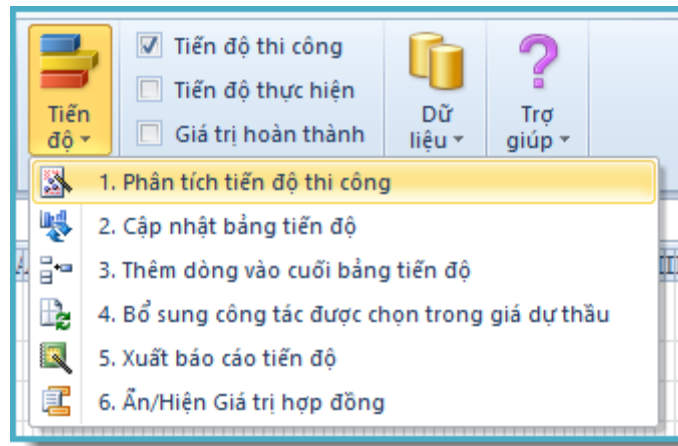 Tiến độ
Tiến độ thi công
Tiến độ thực hiện
Giá trị hoàn thành
Dữ liệu
Trợ giúp
1. Phân tích tiến độ thi công
2. Cập nhật bảng tiến độ
3. Thêm dòng vào cuối bảng tiến độ
4. Bổ sung công tác được chọn trong giá dự thầu
5. Xuất báo cáo tiến độ
6. Ẩn/Hiện Giá trị hợp đồng